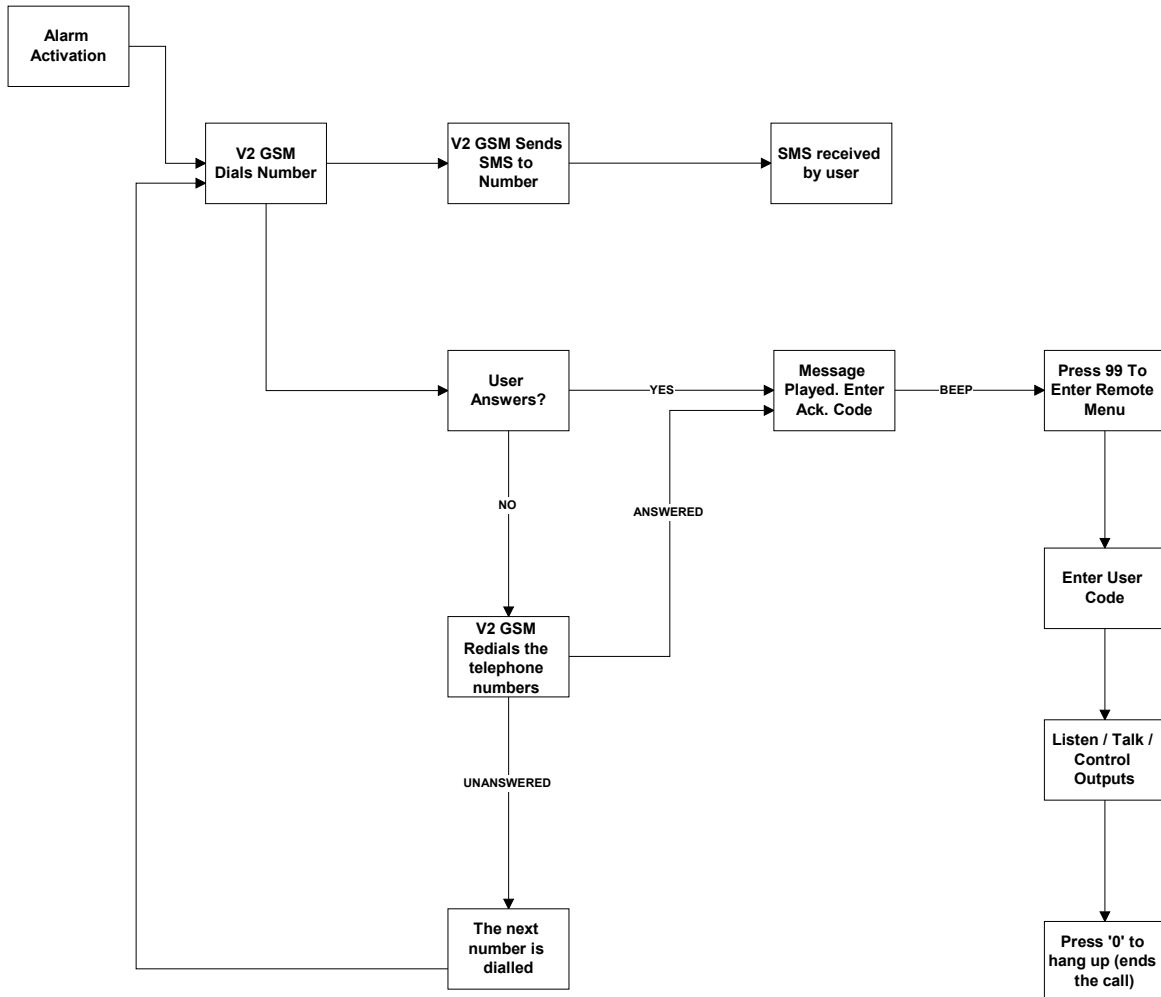 Alarm
Activation
V2 GSM
Dials Number
V2 GSM Sends
SMS to
Number
SMS received
by user
User
Answers?
YES
Message
Played. Enter
Ack. Code
BEEP
Press 99 To
Enter Remote
Menu
NO
ANSWERED
Enter User
Code
V2 GSM
Redials the
telephone
numbers
Listen / Talk /
Control
Outputs
UNANSWERED
The next
number is
dialled
Press '0' to
hang up (ends
the call)